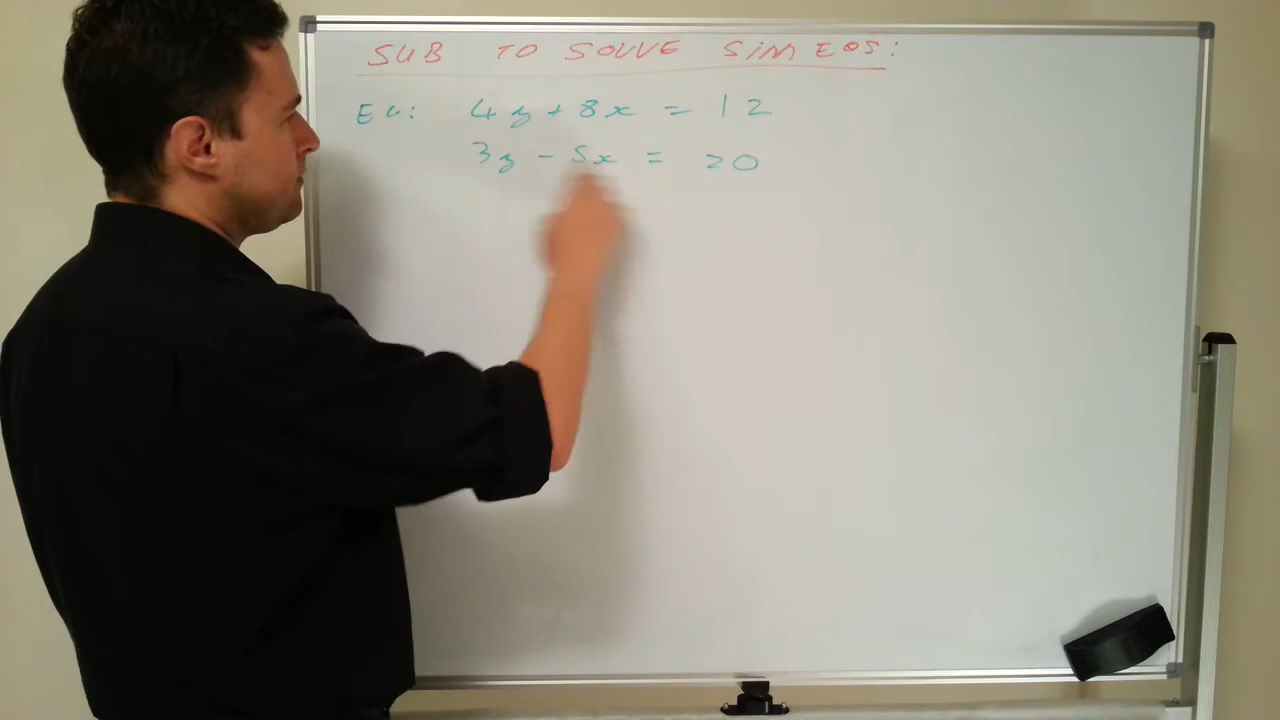 SUB TO SOLVE SIM EQS:
EG: 4y + 8x = 12
3y - 5x = 20